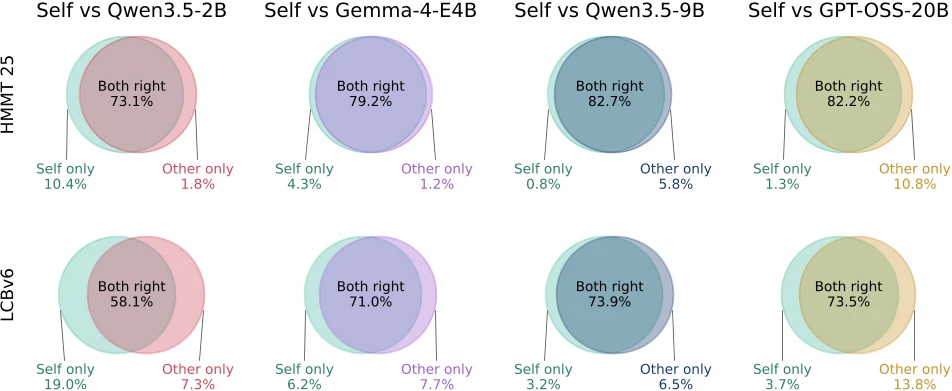 Self vs Qwen3.5-2B Self vs Gemma-4-E4B Self vs Qwen3.5-9B Self vs GPT-OSS-20B
HMMT 25
Both right Both right Both right Both right
73.1% 79.2% 82.7% 82.2%
Self only Other only Self only Other only Self only Other only Self only Other only
10.4% 1.8% 4.3% 1.2% 0.8% 5.8% 1.3% 10.8%
LCBv6
Both right Both right Both right Both right
58.1% 71.0% 73.9% 73.5%
Self only Other only Self only Other only Self only Other only Self only Other only
19.0% 7.3% 6.2% 7.7% 3.2% 6.5% 3.7% 13.8%